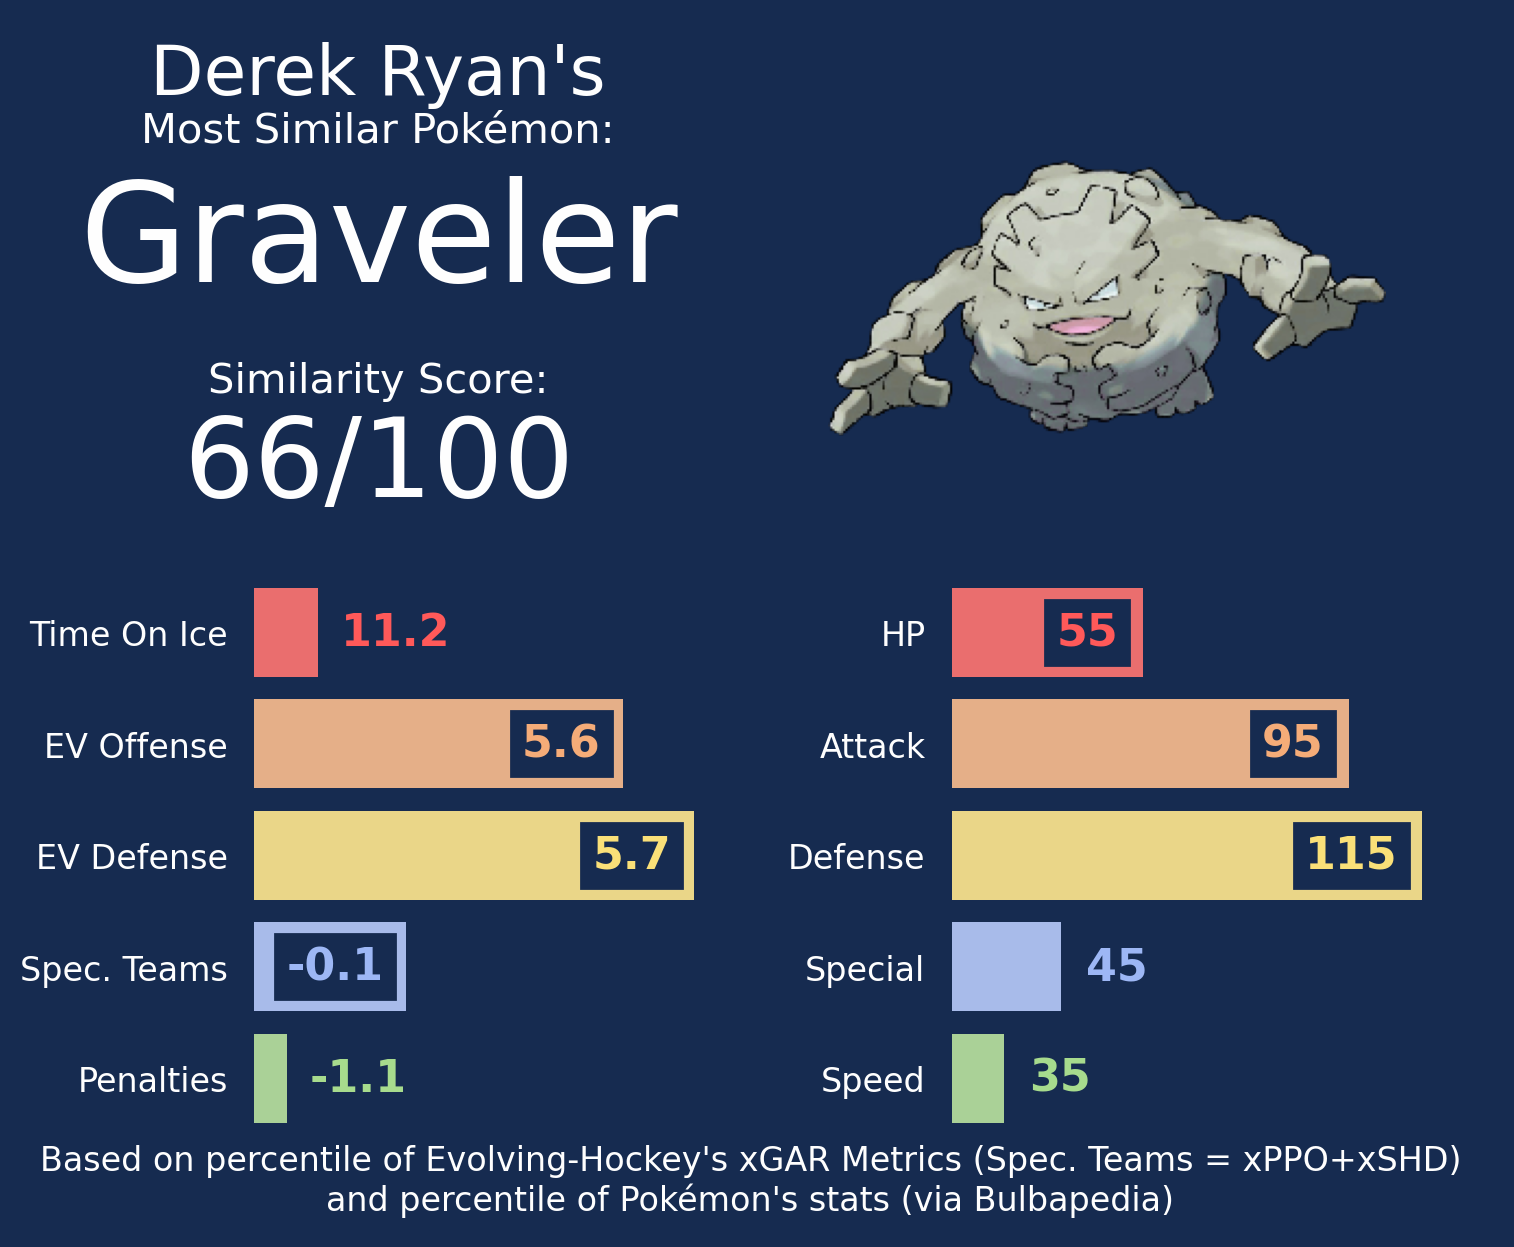 Derek Ryan's
Most Similar Pokémon:
Graveler
Similarity Score:
66/100
Time On Ice 11.2
EV Offense 5.6
EV Defense 5.7
Spec. Teams -0.1
Penalties -1.1
HP 55
Attack 95
Defense 115
Special 45
Speed 35
Based on percentile of Evolving-Hockey's xGAR Metrics (Spec. Teams = xPPO+xSHD)
and percentile of Pokémon's stats (via Bulbapedia)